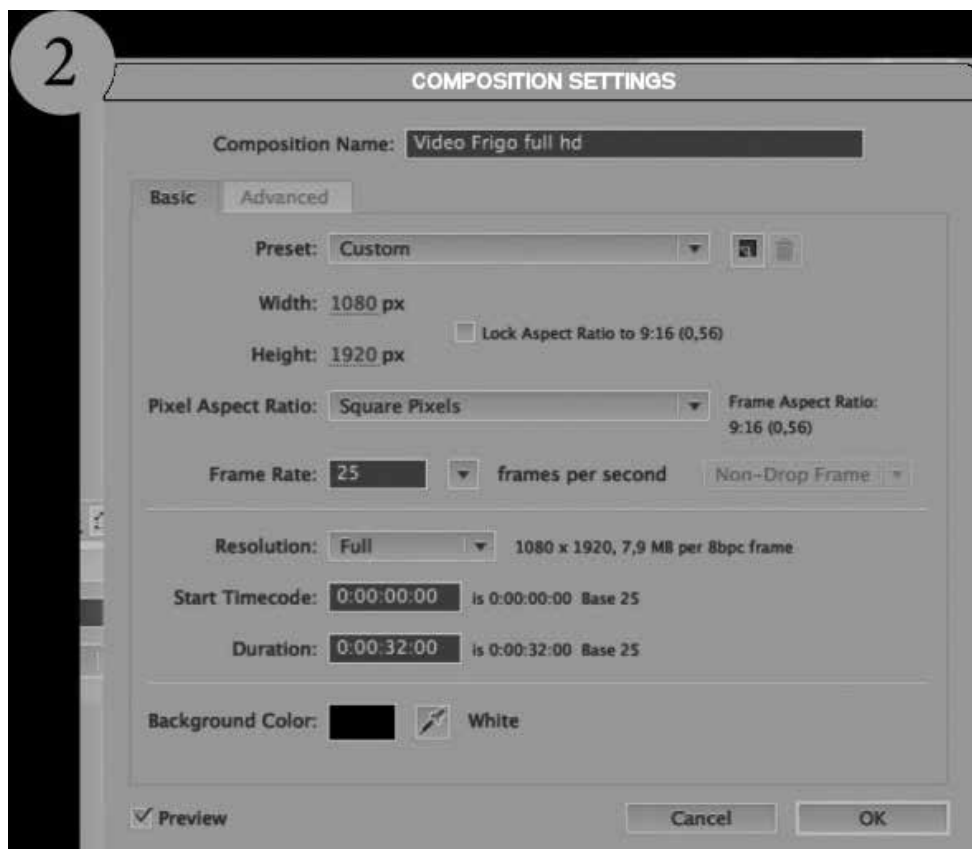 2
COMPOSITION SETTINGS
Composition Name: Video Frigo full hd
Basic Advanced
Preset: Custom
Width: 1080 px
Lock Aspect Ratio to 9:16 (0,56)
Height: 1920 px
Pixel Aspect Ratio: Square Pixels
Frame Aspect Ratio:
9:16 (0,56)
Frame Rate: 25 frames per second Non-Drop Frame
Resolution: Full 1080 x 1920, 7,9 MB per 8bpc frame
Start Timecode: 0:00:00:00 is 0:00:00:00 Base 25
Duration: 0:00:32:00 is 0:00:32:00 Base 25
Background Color: White
Preview Cancel OK